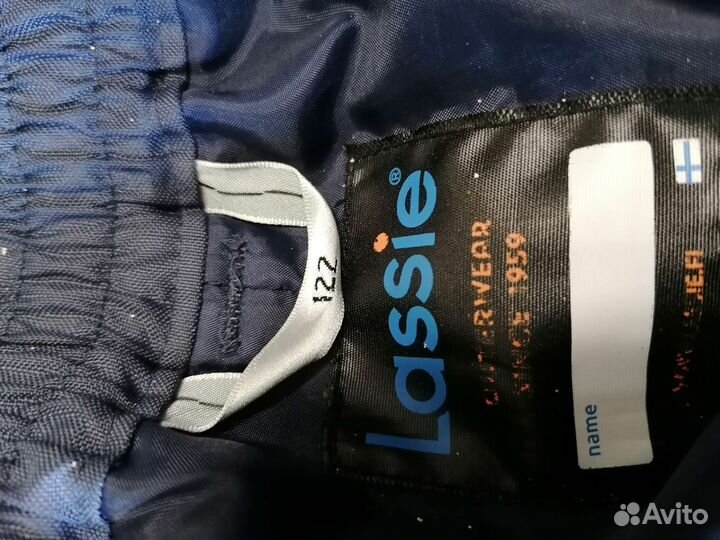 122
Lassie®
OUTERWEAR
SINCE 1959
name
Avito